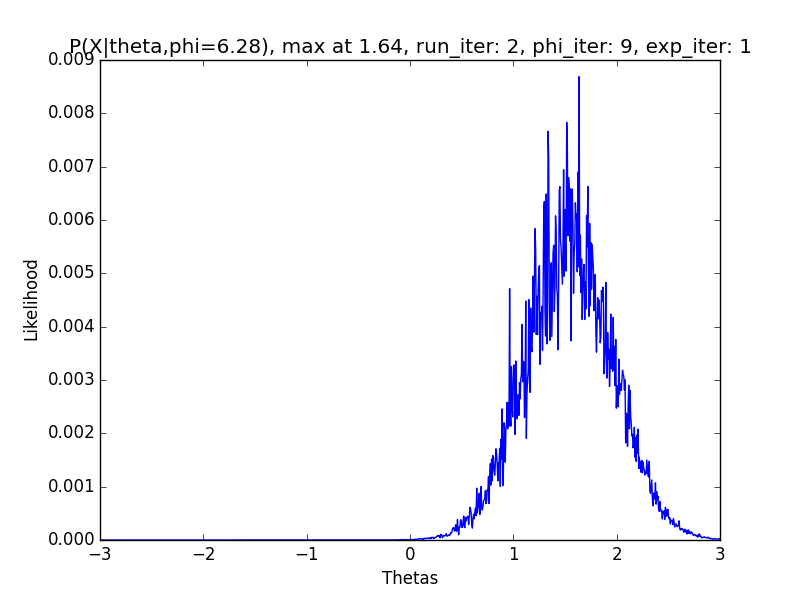 P(X|theta,phi=6.28), max at 1.64, run_iter: 2, phi_iter: 9, exp_iter: 1
0.009
0.008
0.007
0.006
0.005
0.004
0.003
0.002
0.001
0.000
Likelihood
−3 −2 −1 0 1 2 3
Thetas